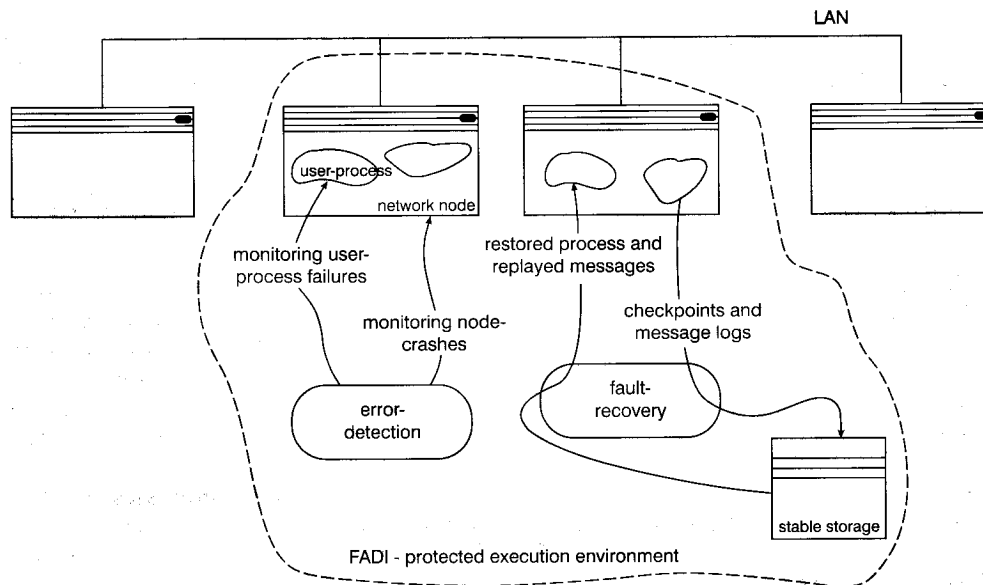 LAN
user-process
network node
monitoring user-
process failures
restored process and
replayed messages
monitoring node-
crashes
checkpoints and
message logs
error-
detection
fault-
recovery
stable storage
FADI - protected execution environment